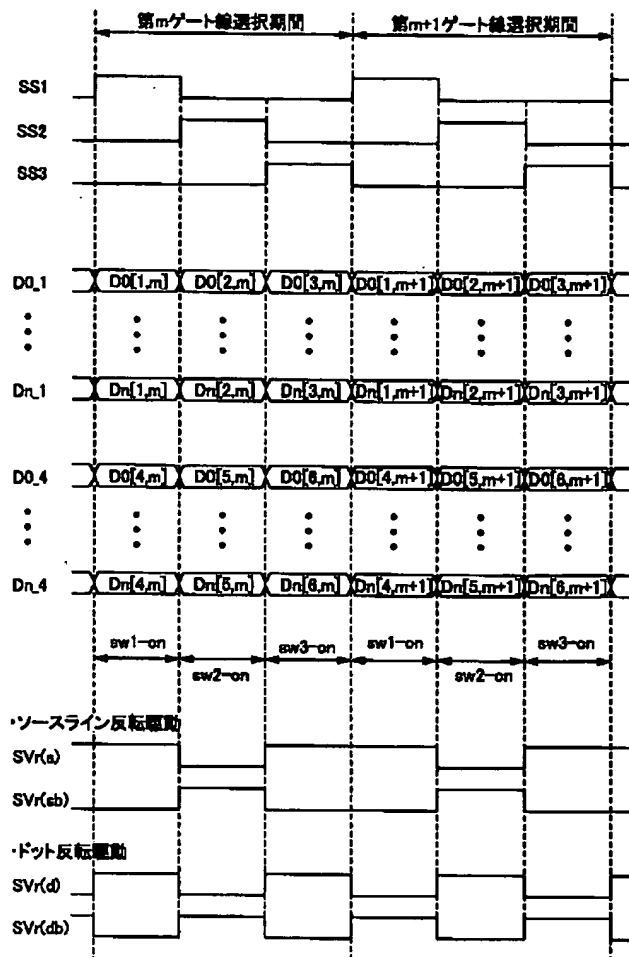 第mゲート線選択期間 第m+1ゲート線選択期間
SS1
SS2
SS3
D0_1 D0[1,m] D0[2,m] D0[3,m] D0[1,m+1] D0[2,m+1] D0[3,m+1]
Dn_1 Dn[1,m] Dn[2,m] Dn[3,m] Dn[1,m+1] Dn[2,m+1] Dn[3,m+1]
D0_4 D0[4,m] D0[5,m] D0[6,m] D0[4,m+1] D0[5,m+1] D0[6,m+1]
Dn_4 Dn[4,m] Dn[5,m] Dn[6,m] Dn[4,m+1] Dn[5,m+1] Dn[6,m+1]
sw1-on sw2-on sw3-on sw1-on sw2-on sw3-on
・ソースライン反転駆動
SVr(s)
SVr(sb)
・ドット反転駆動
SVr(d)
SVr(db)